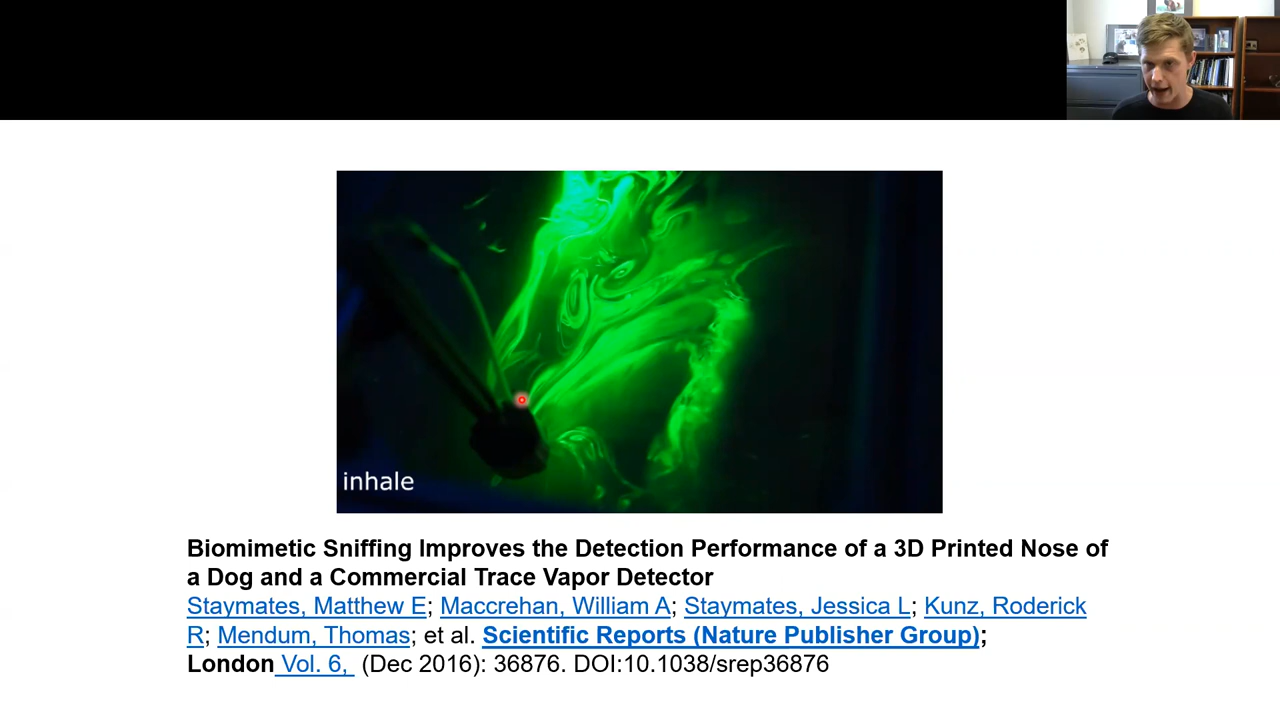 inhale
Biomimetic Sniffing Improves the Detection Performance of a 3D Printed Nose of
a Dog and a Commercial Trace Vapor Detector
Staymates, Matthew E; Maccrehan, William A; Staymates, Jessica L; Kunz, Roderick
R; Mendum, Thomas; et al. Scientific Reports (Nature Publisher Group);
London Vol. 6, (Dec 2016): 36876. DOI:10.1038/srep36876